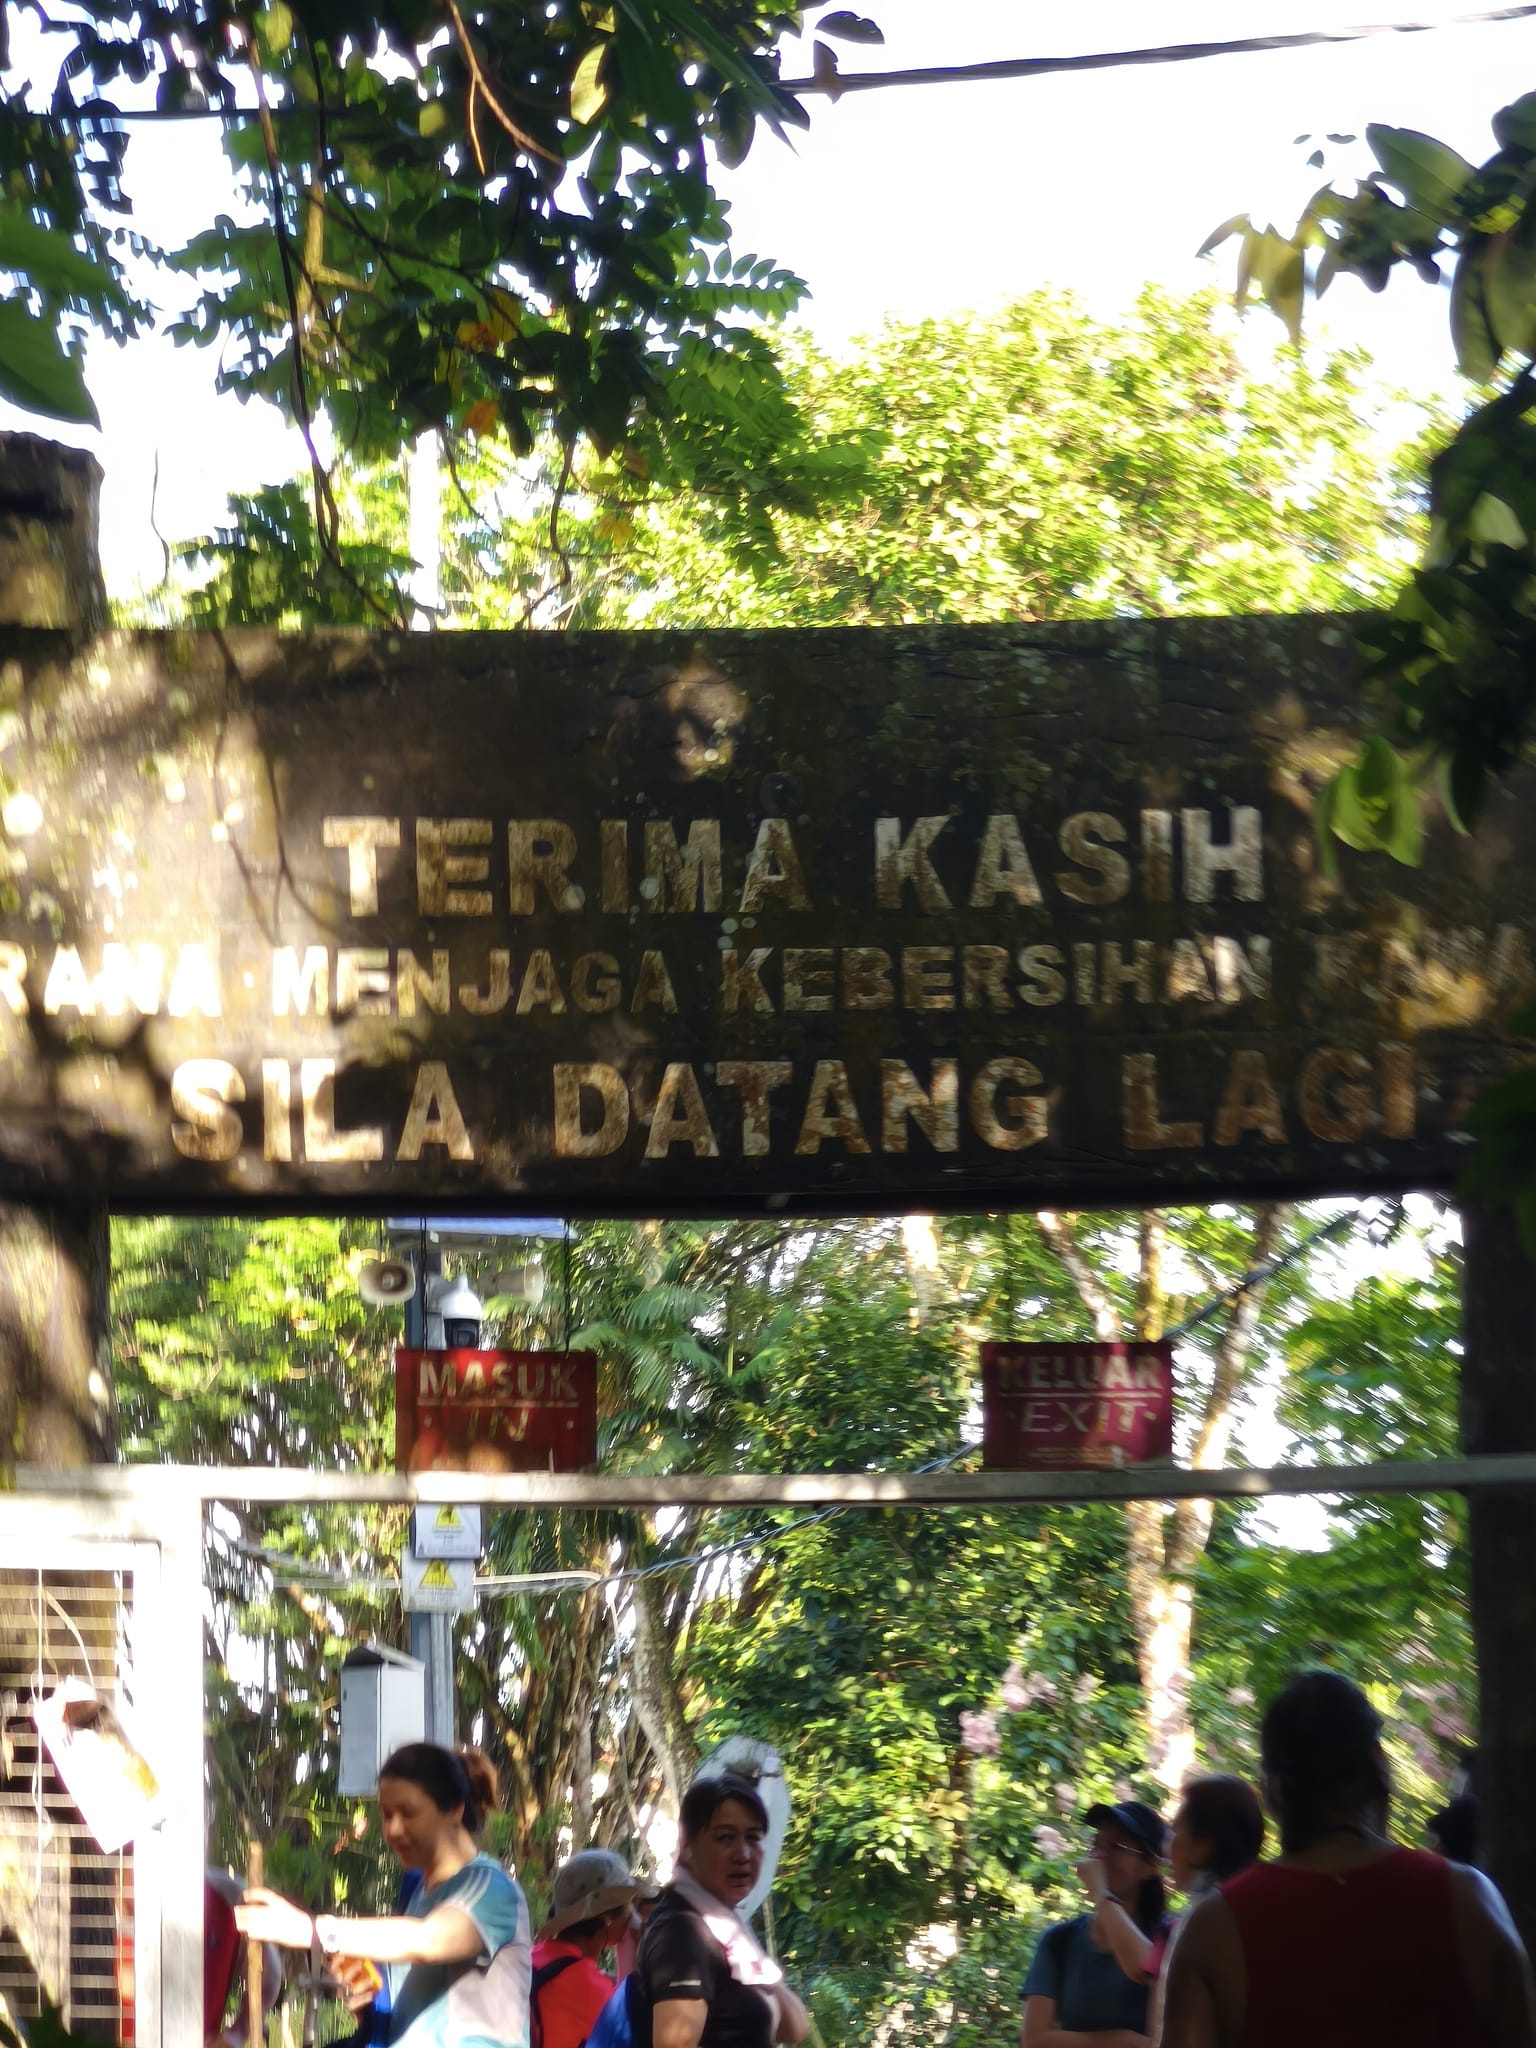 TERIMA KASIH
MENJAGA KEBERSIHAN
SILA DATANG LAGI
MASUK
IN
KELUAR
EXIT